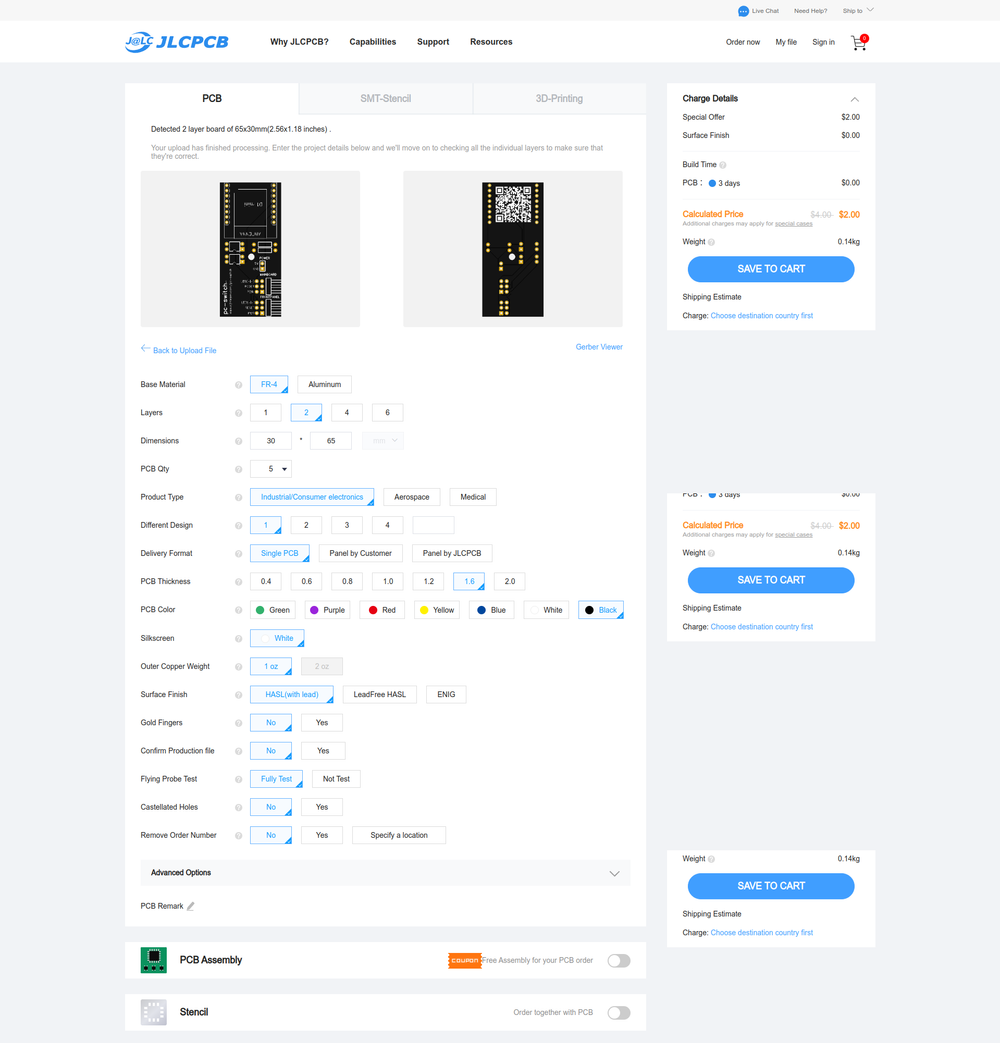 Live Chat Need Help? Ship to
J@LC JLCPCB Why JLCPCB? Capabilities Support Resources Order now My file Sign in 0
PCB SMT-Stencil 3D-Printing
Detected 2 layer board of 65x30mm(2.56x1.18 inches) .
Your upload has finished processing. Enter the project details below and we'll move on to checking all the individual layers to make sure that
they're correct.
POWER
pc-switch.
Back to Upload File Gerber Viewer
Base Material ? FR-4 Aluminum
Layers ? 1 2 4 6
Dimensions ? 30 * 65 mm
PCB Qty ? 5
Product Type ? Industrial/Consumer electronics Aerospace Medical
Different Design ? 1 2 3 4
Delivery Format ? Single PCB Panel by Customer Panel by JLCPCB
PCB Thickness ? 0.4 0.6 0.8 1.0 1.2 1.6 2.0
PCB Color ? Green Purple Red Yellow Blue White Black
Silkscreen ? White
Outer Copper Weight ? 1 oz 2 oz
Surface Finish ? HASL(with lead) LeadFree HASL ENIG
Gold Fingers ? No Yes
Confirm Production file ? No Yes
Flying Probe Test ? Fully Test Not Test
Castellated Holes ? No Yes
Remove Order Number ? No Yes Specify a location
Advanced Options
PCB Remark
PCB Assembly COUPON Free Assembly for your PCB order
Stencil Order together with PCB
Charge Details
Special Offer $2.00
Surface Finish $0.00
Build Time ?
PCB : 3 days $0.00
Calculated Price $4.00 $2.00
Additional charges may apply for special cases
Weight ? 0.14kg
SAVE TO CART
Shipping Estimate
Charge: Choose destination country first
PCB : 3 days $0.00
Calculated Price $4.00 $2.00
Additional charges may apply for special cases
Weight ? 0.14kg
SAVE TO CART
Shipping Estimate
Charge: Choose destination country first
Weight ? 0.14kg
SAVE TO CART
Shipping Estimate
Charge: Choose destination country first